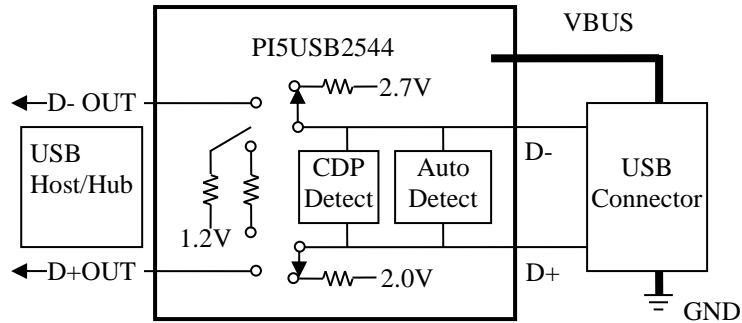 VBUS
PI5USB2544
2.7V
D- OUT
USB
Host/Hub
CDP
Detect
Auto
Detect
D-
USB
Connector
1.2V
D+OUT
2.0V
D+
GND